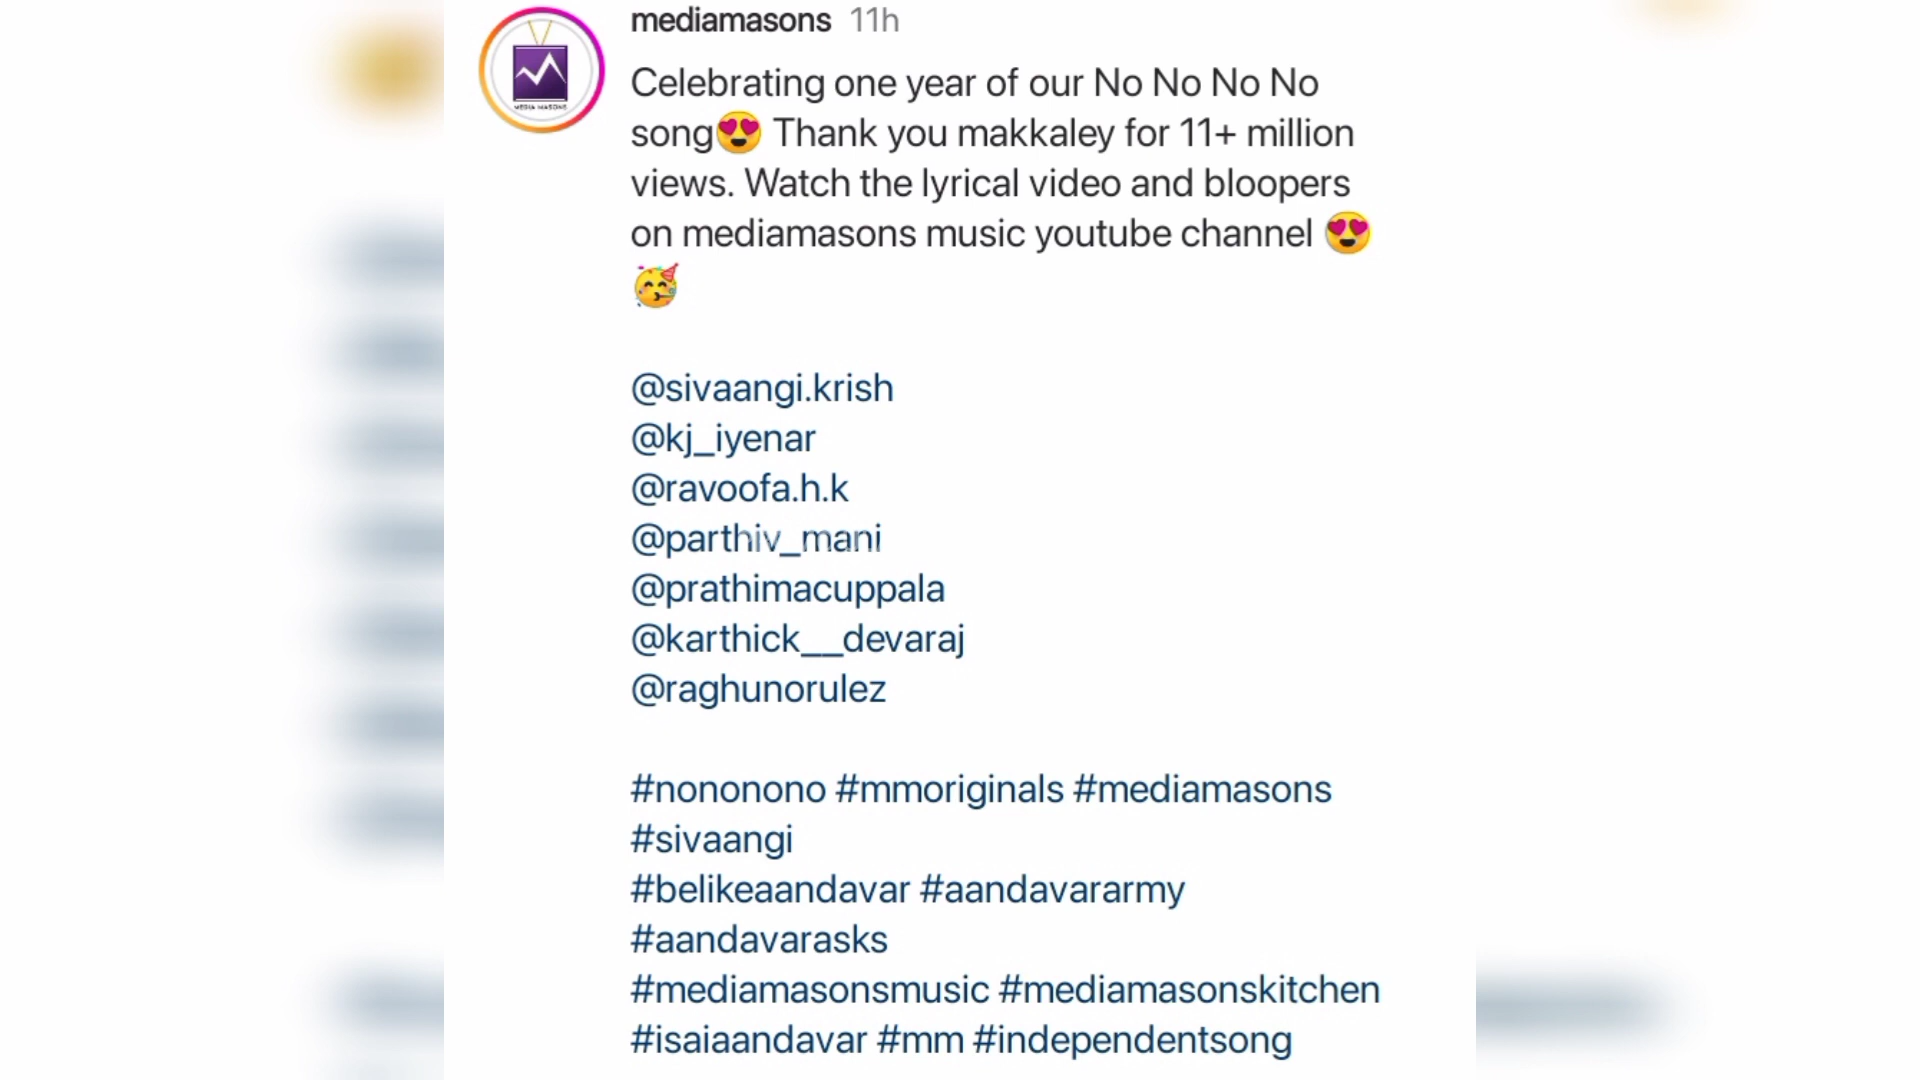 mediamasons 11h
Celebrating one year of our No No No No
song😍 Thank you makkaley for 11+ million
views. Watch the lyrical video and bloopers
on mediamasons music youtube channel 😍
🥳
@sivaangi.krish
@kj_iyenar
@ravoofa.h.k
@parthiv_mani
@prathimacuppala
@karthick__devaraj
@raghunorulez
#nononono #mmoriginals #mediamasons
#sivaangi
#belikeaandavar #aandavararmy
#aandavarasks
#mediamasonsmusic #mediamasonskitchen
#isaiaandavar #mm #independentsong
MEDIA MASONS